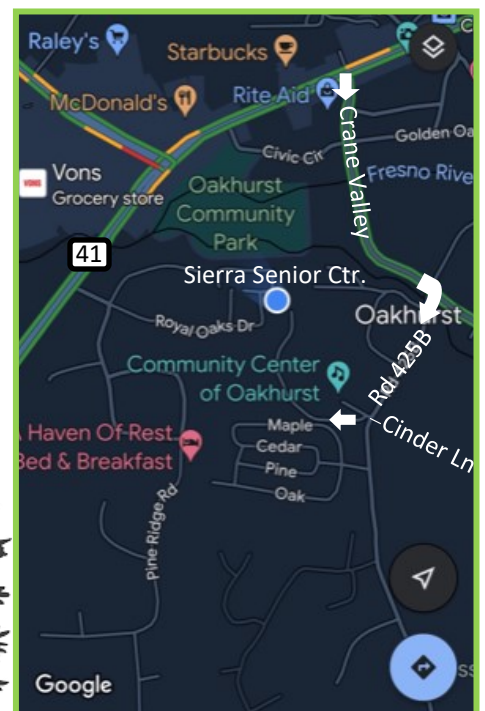 Raley's
Starbucks
McDonald's
Rite Aid
Crane Valley
Golden Oa
Civic Cir
Vons
Grocery store
VONS
Oakhurst
Community
Park
Fresno Rive
41
Sierra Senior Ctr.
Royal Oaks Dr
Oakhurst
Rd 425B
Community Center
of Oakhurst
Cinder Ln
Maple
Cedar
Pine
Oak
A Haven Of Rest
Bed & Breakfast
Pine Ridge Rd
Google